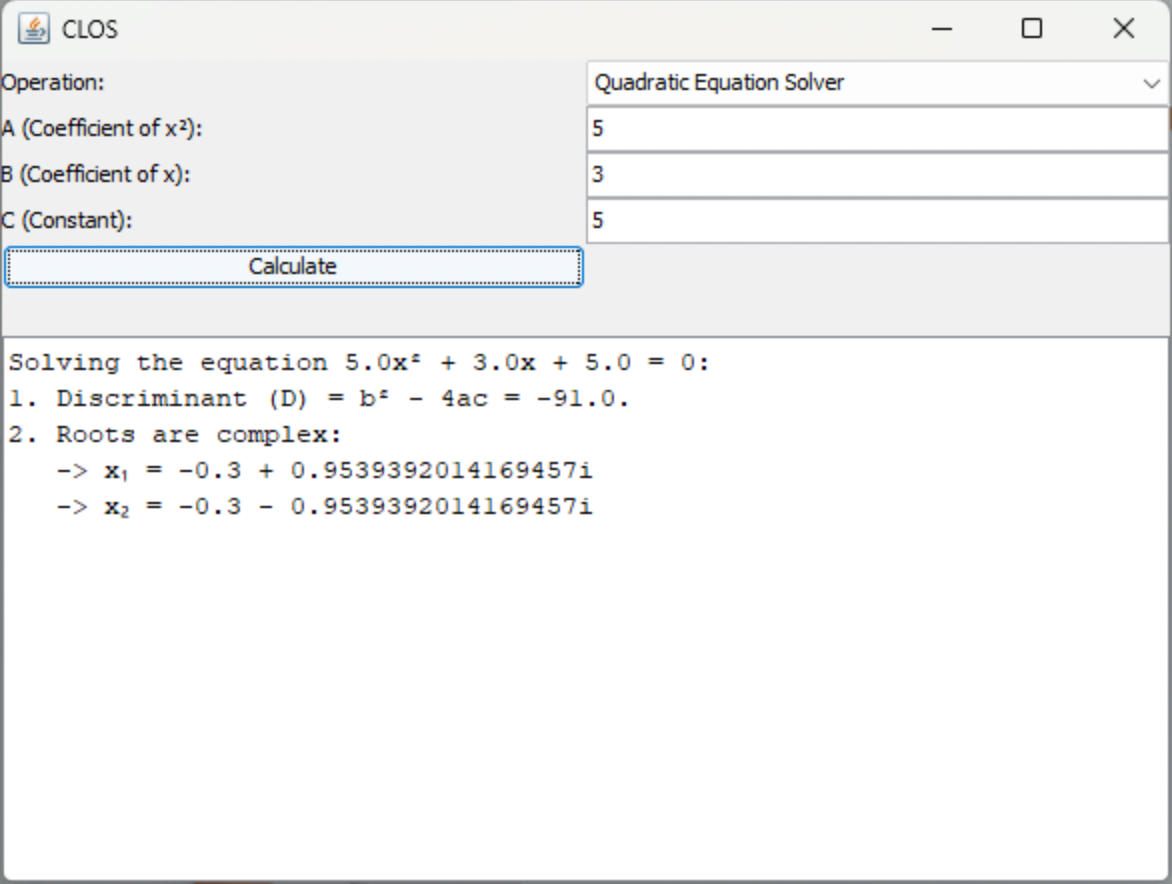 CLOS
Operation: Quadratic Equation Solver
A (Coefficient of x²): 5
B (Coefficient of x): 3
C (Constant): 5
Calculate
Solving the equation 5.0x² + 3.0x + 5.0 = 0:
1. Discriminant (D) = b² - 4ac = -91.0.
2. Roots are complex:
   -> x₁ = -0.3 + 0.9539392014169457i
   -> x₂ = -0.3 - 0.9539392014169457i